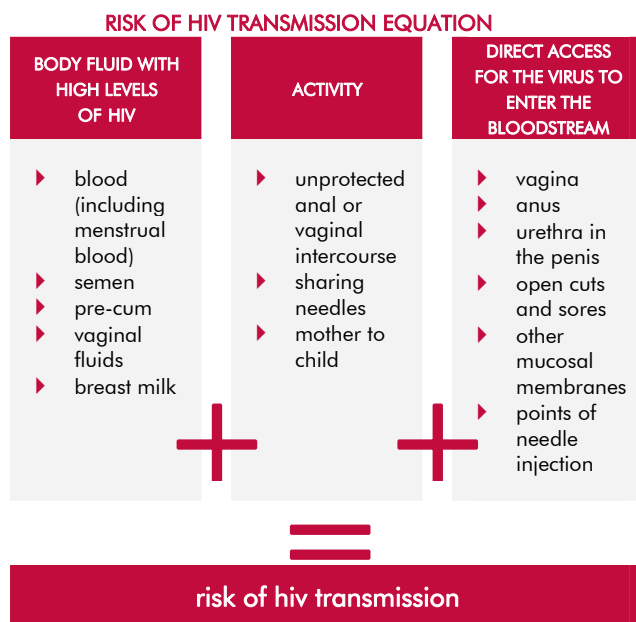 RISK OF HIV TRANSMISSION EQUATION
BODY FLUID WITH
HIGH LEVELS
OF HIV
blood
(including
menstrual
blood)
semen
pre-cum
vaginal
fluids
breast milk
ACTIVITY
unprotected
anal or
vaginal
intercourse
sharing
needles
mother to
child
DIRECT ACCESS
FOR THE VIRUS TO
ENTER THE
BLOODSTREAM
vagina
anus
urethra in
the penis
open cuts
and sores
other
mucosal
membranes
points of
needle
injection
risk of hiv transmission